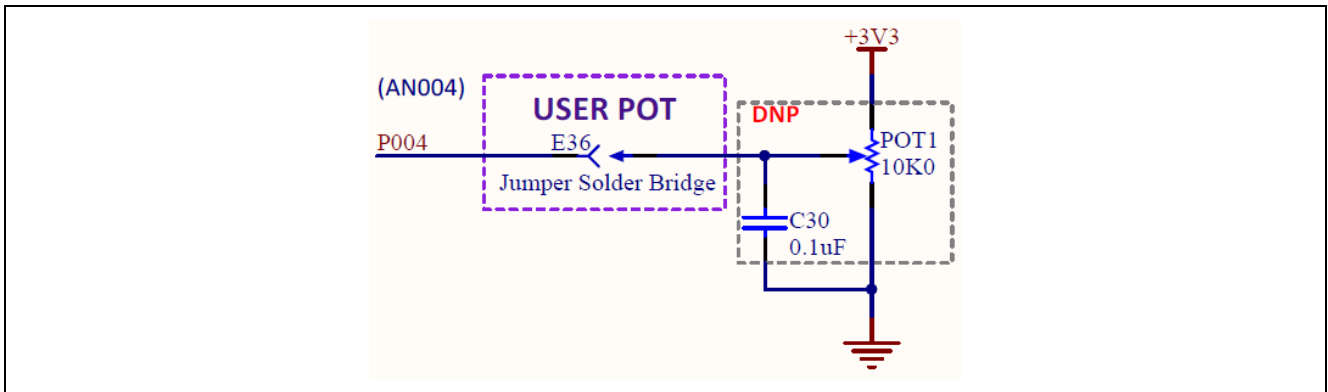 +3V3
(AN004)
USER POT
DNP
P004
E36
POT1
10K0
Jumper Solder Bridge
C30
0.1uF